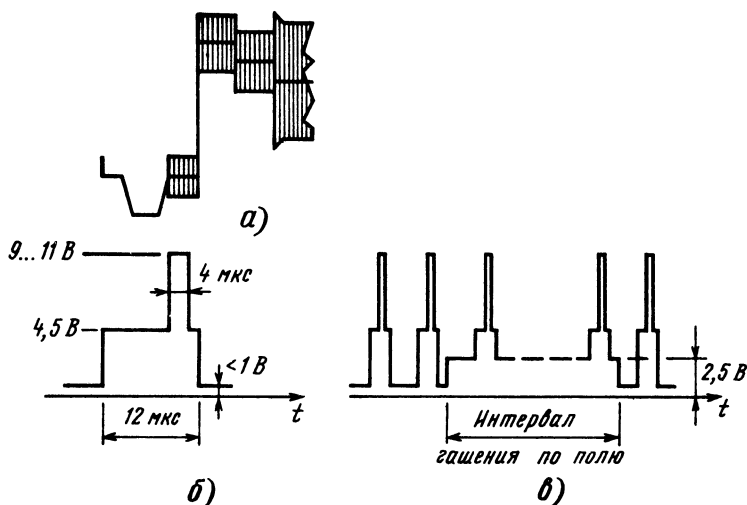 а)
9...11 В
4 мкс
4,5 В
<1 В
t
12 мкс
б)
2,5 В
t
Интервал
гашения по полю
в)